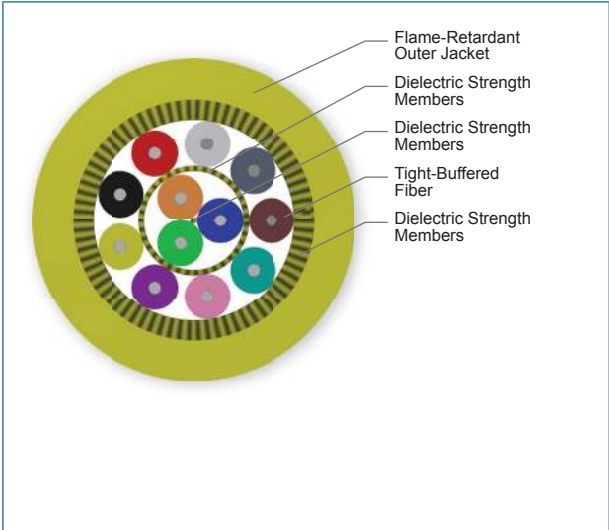 Flame-Retardant
Outer Jacket
Dielectric Strength
Members
Dielectric Strength
Members
Tight-Buffered
Fiber
Dielectric Strength
Members